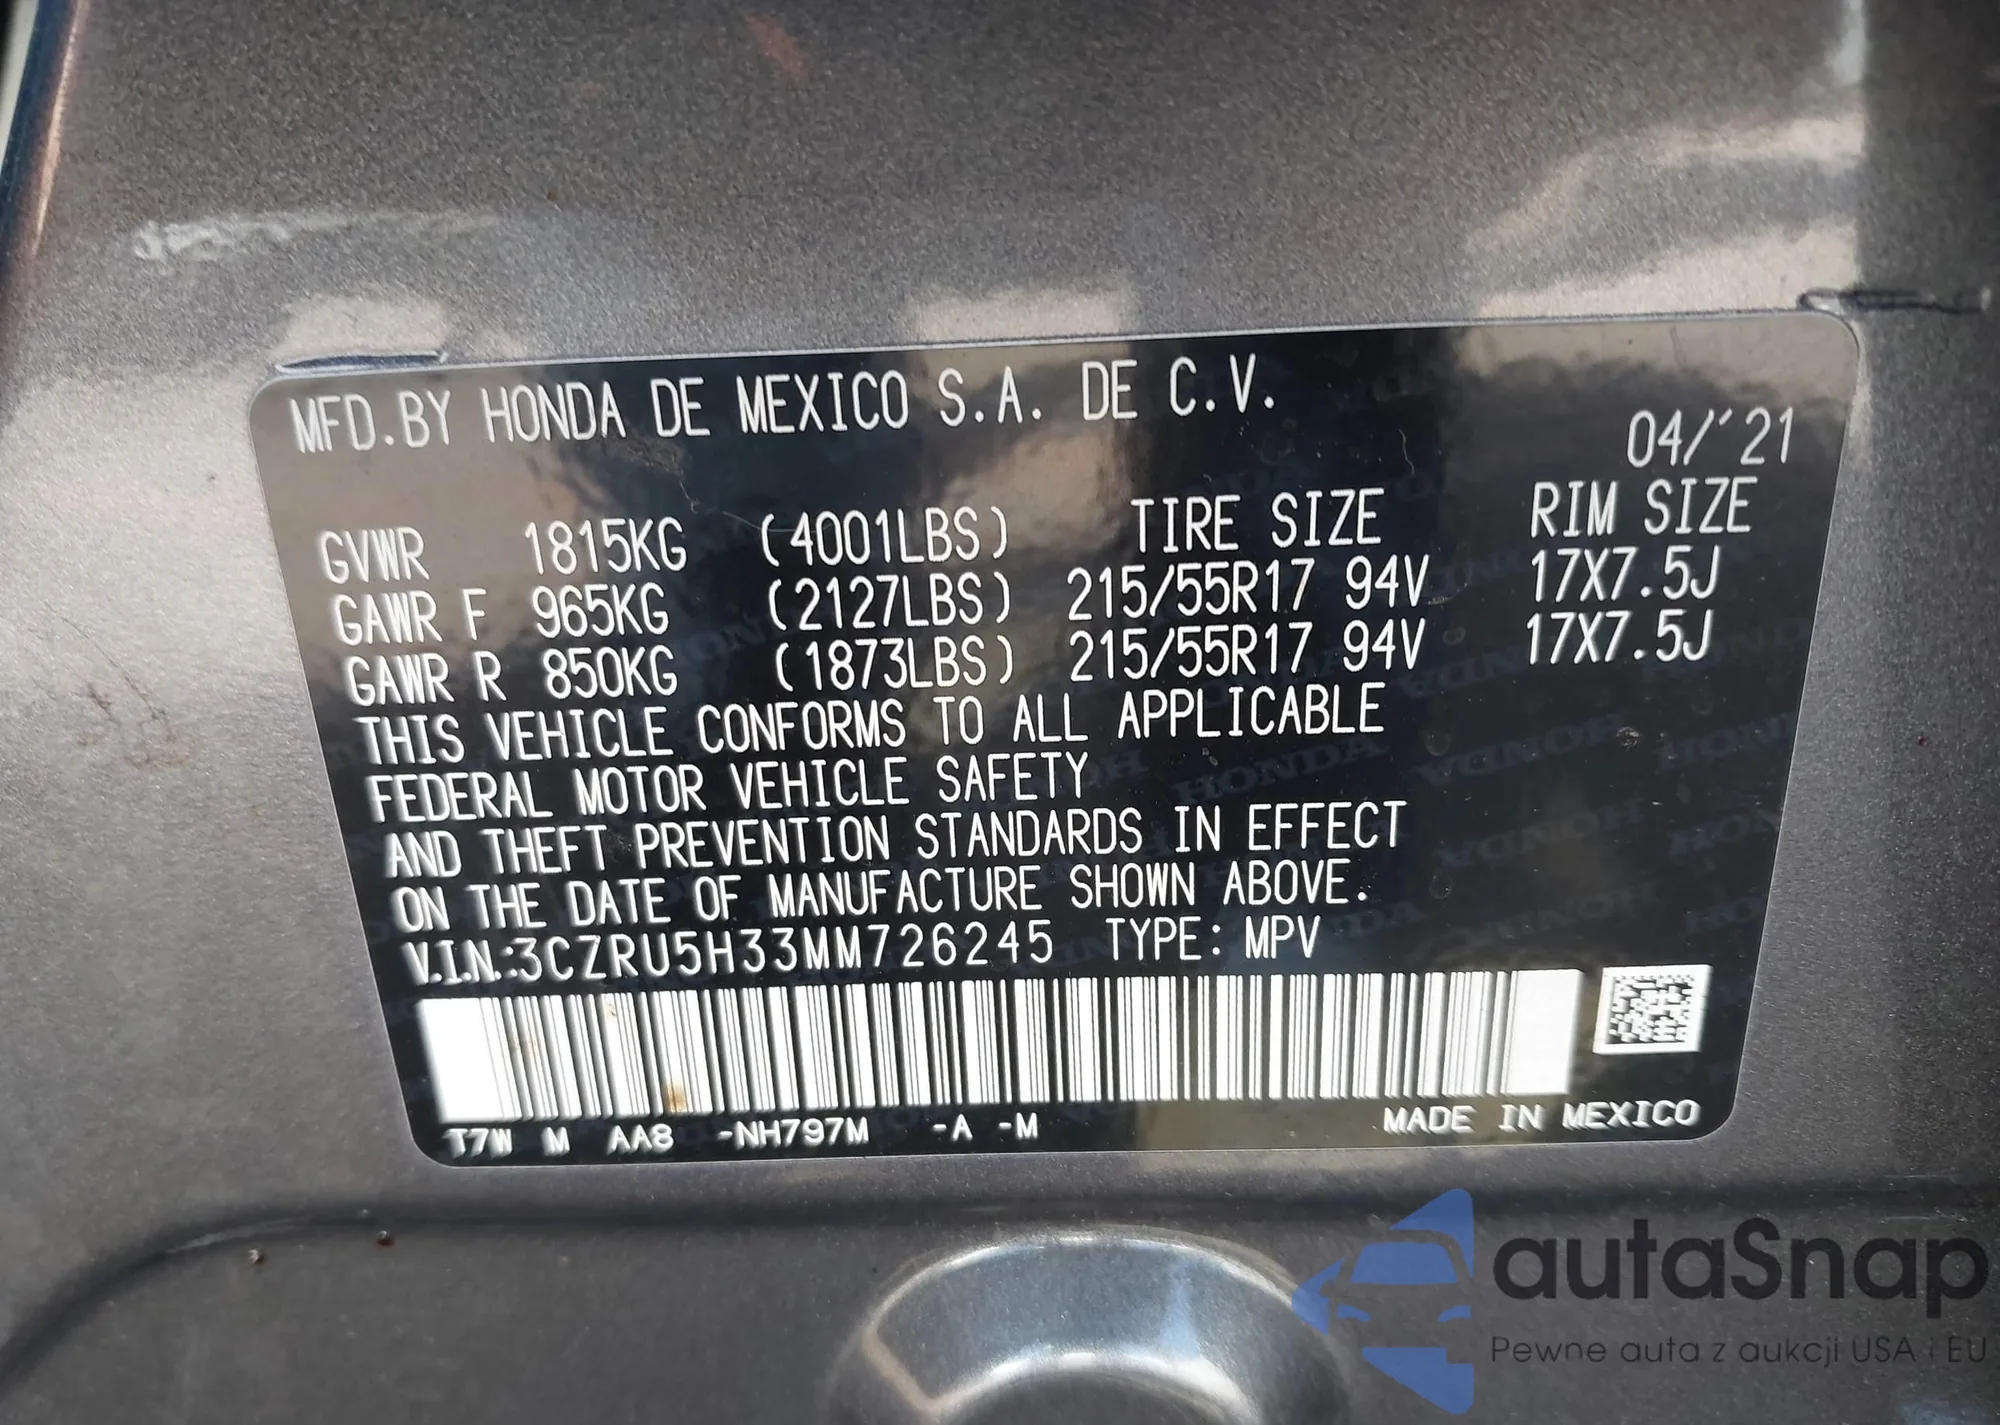 MFD.BY HONDA DE MEXICO S.A. DE C.V.
04/'21
GVWR 1815KG (4001LBS) TIRE SIZE RIM SIZE
GAWR F 965KG (2127LBS) 215/55R17 94V 17X7.5J
GAWR R 850KG (1873LBS) 215/55R17 94V 17X7.5J
THIS VEHICLE CONFORMS TO ALL APPLICABLE
FEDERAL MOTOR VEHICLE SAFETY
AND THEFT PREVENTION STANDARDS IN EFFECT
ON THE DATE OF MANUFACTURE SHOWN ABOVE.
V.I.N.:3CZRU5H33MM726245 TYPE: MPV
T7W M AA8 -NH797M -A -M MADE IN MEXICO
autaSnap
Pewne auta z aukcji USA i EU